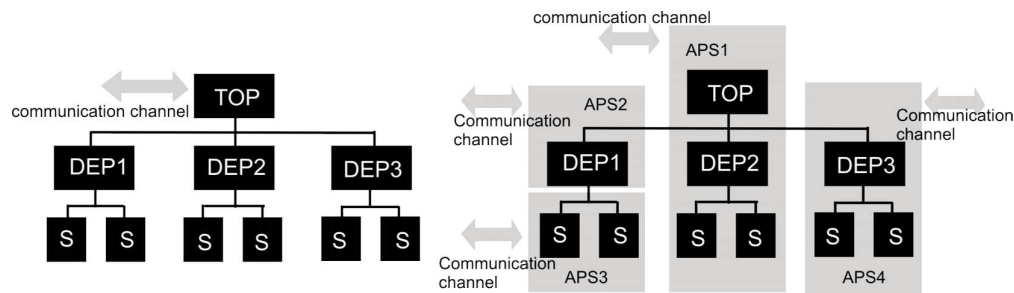 communication channel
TOP
DEP1 DEP2 DEP3
S S S S S S
communication channel
APS1
TOP
APS2
Communication
channel
Communication
channel
DEP1 DEP2 DEP3
S S S S S S
Communication
channel
APS3
APS4